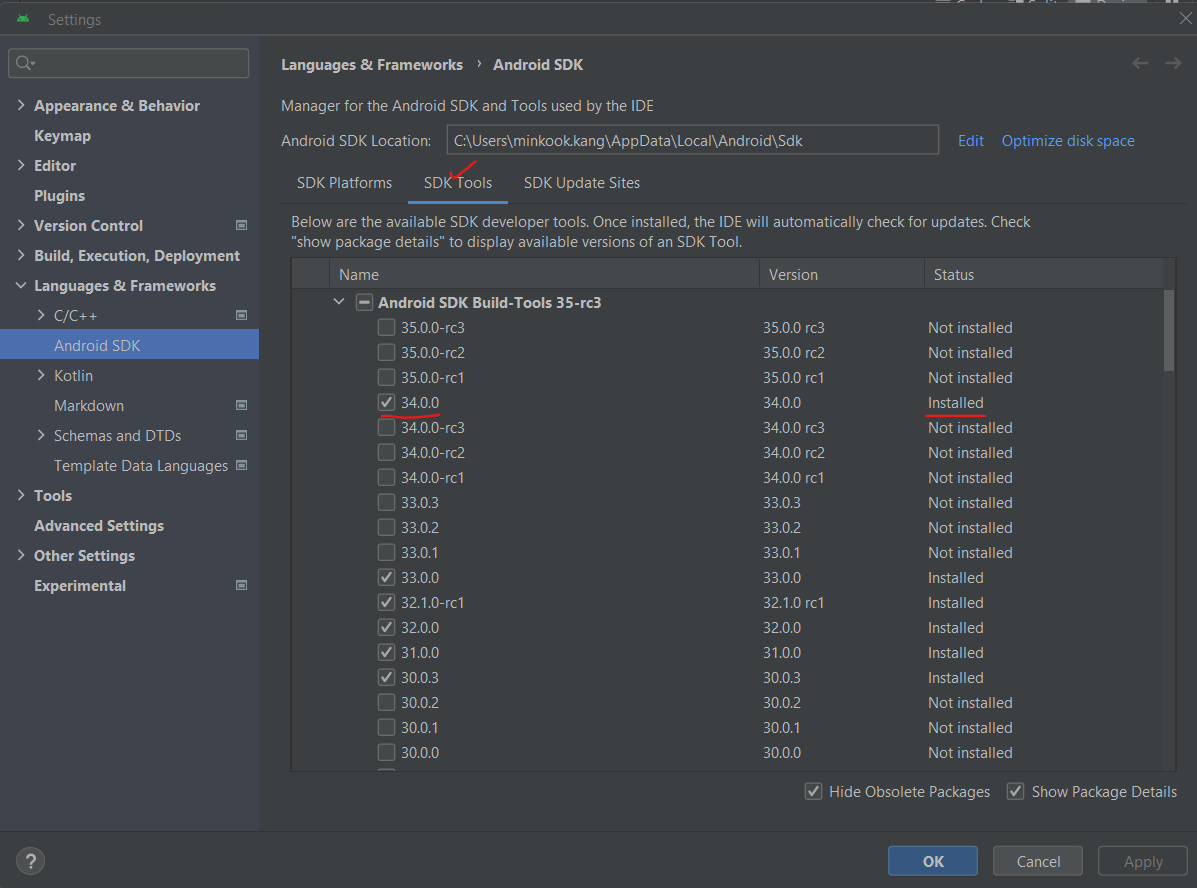 Settings
Languages & Frameworks › Android SDK
Appearance & Behavior
Keymap
Editor
Plugins
Version Control
Build, Execution, Deployment
Languages & Frameworks
C/C++
Android SDK
Kotlin
Markdown
Schemas and DTDs
Template Data Languages
Tools
Advanced Settings
Other Settings
Experimental
Manager for the Android SDK and Tools used by the IDE
Android SDK Location: C:\Users\minkook.kang\AppData\Local\Android\Sdk Edit Optimize disk space
SDK Platforms SDK Tools SDK Update Sites
Below are the available SDK developer tools. Once installed, the IDE will automatically check for updates. Check
"show package details" to display available versions of an SDK Tool.
Name Version Status
Android SDK Build-Tools 35-rc3
35.0.0-rc3 35.0.0 rc3 Not installed
35.0.0-rc2 35.0.0 rc2 Not installed
35.0.0-rc1 35.0.0 rc1 Not installed
34.0.0 34.0.0 Installed
34.0.0-rc3 34.0.0 rc3 Not installed
34.0.0-rc2 34.0.0 rc2 Not installed
34.0.0-rc1 34.0.0 rc1 Not installed
33.0.3 33.0.3 Not installed
33.0.2 33.0.2 Not installed
33.0.1 33.0.1 Not installed
33.0.0 33.0.0 Installed
32.1.0-rc1 32.1.0 rc1 Installed
32.0.0 32.0.0 Installed
31.0.0 31.0.0 Installed
30.0.3 30.0.3 Installed
30.0.2 30.0.2 Not installed
30.0.1 30.0.1 Not installed
30.0.0 30.0.0 Not installed
Hide Obsolete Packages Show Package Details
? OK Cancel Apply